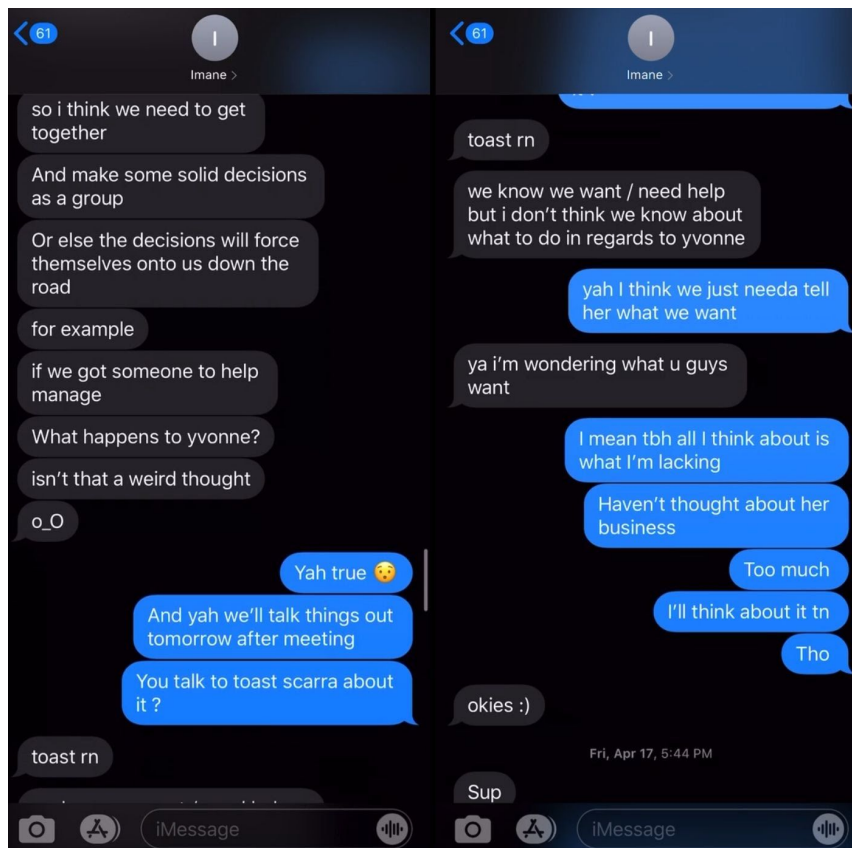 61
I
Imane >
so i think we need to get
together
And make some solid decisions
as a group
Or else the decisions will force
themselves onto us down the
road
for example
if we got someone to help
manage
What happens to yvonne?
isn't that a weird thought
o_O
Yah true 😯
And yah we'll talk things out
tomorrow after meeting
You talk to toast scarra about
it ?
toast rn
iMessage
61
I
Imane >
toast rn
we know we want / need help
but i don't think we know about
what to do in regards to yvonne
yah I think we just needa tell
her what we want
ya i'm wondering what u guys
want
I mean tbh all I think about is
what I'm lacking
Haven't thought about her
business
Too much
I'll think about it tn
Tho
okies :)
Fri, Apr 17, 5:44 PM
Sup
iMessage